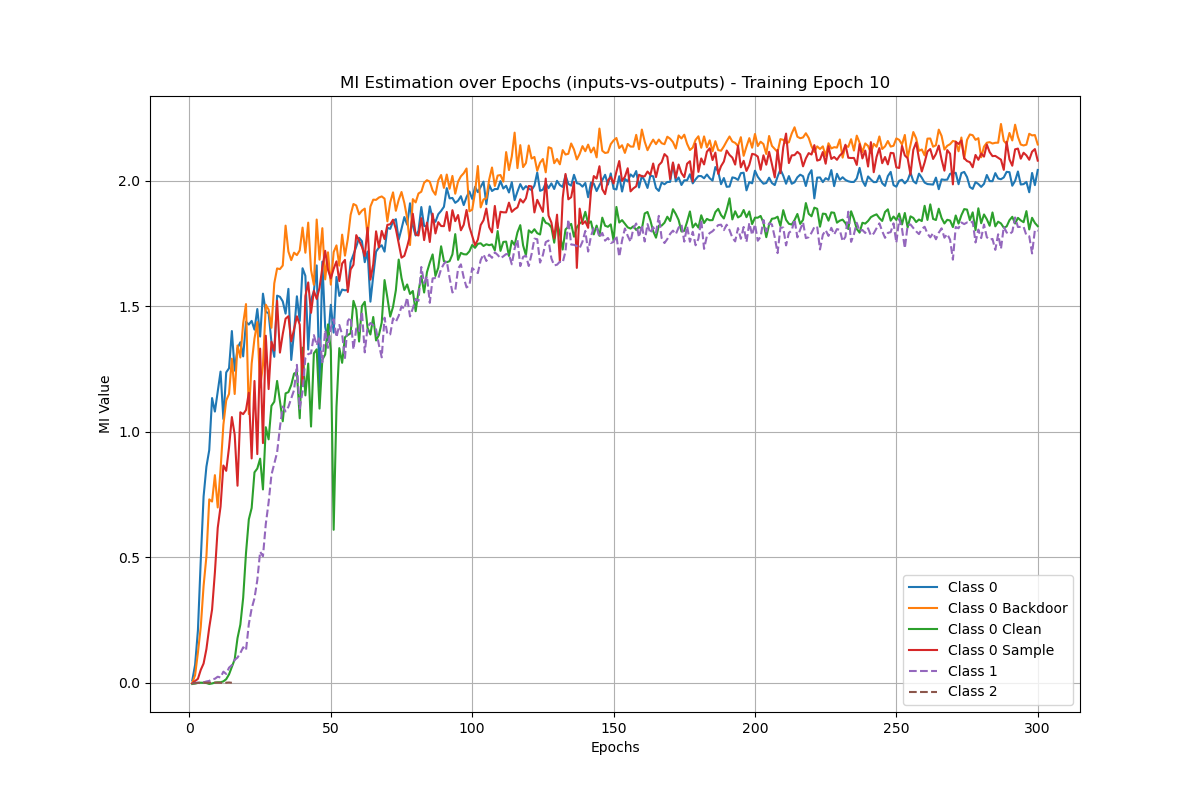 MI Estimation over Epochs (inputs-vs-outputs) - Training Epoch 10
MI Value
2.0
1.5
1.0
0.5
0.0
0 50 100 150 200 250 300
Epochs
Class 0
Class 0 Backdoor
Class 0 Clean
Class 0 Sample
Class 1
Class 2